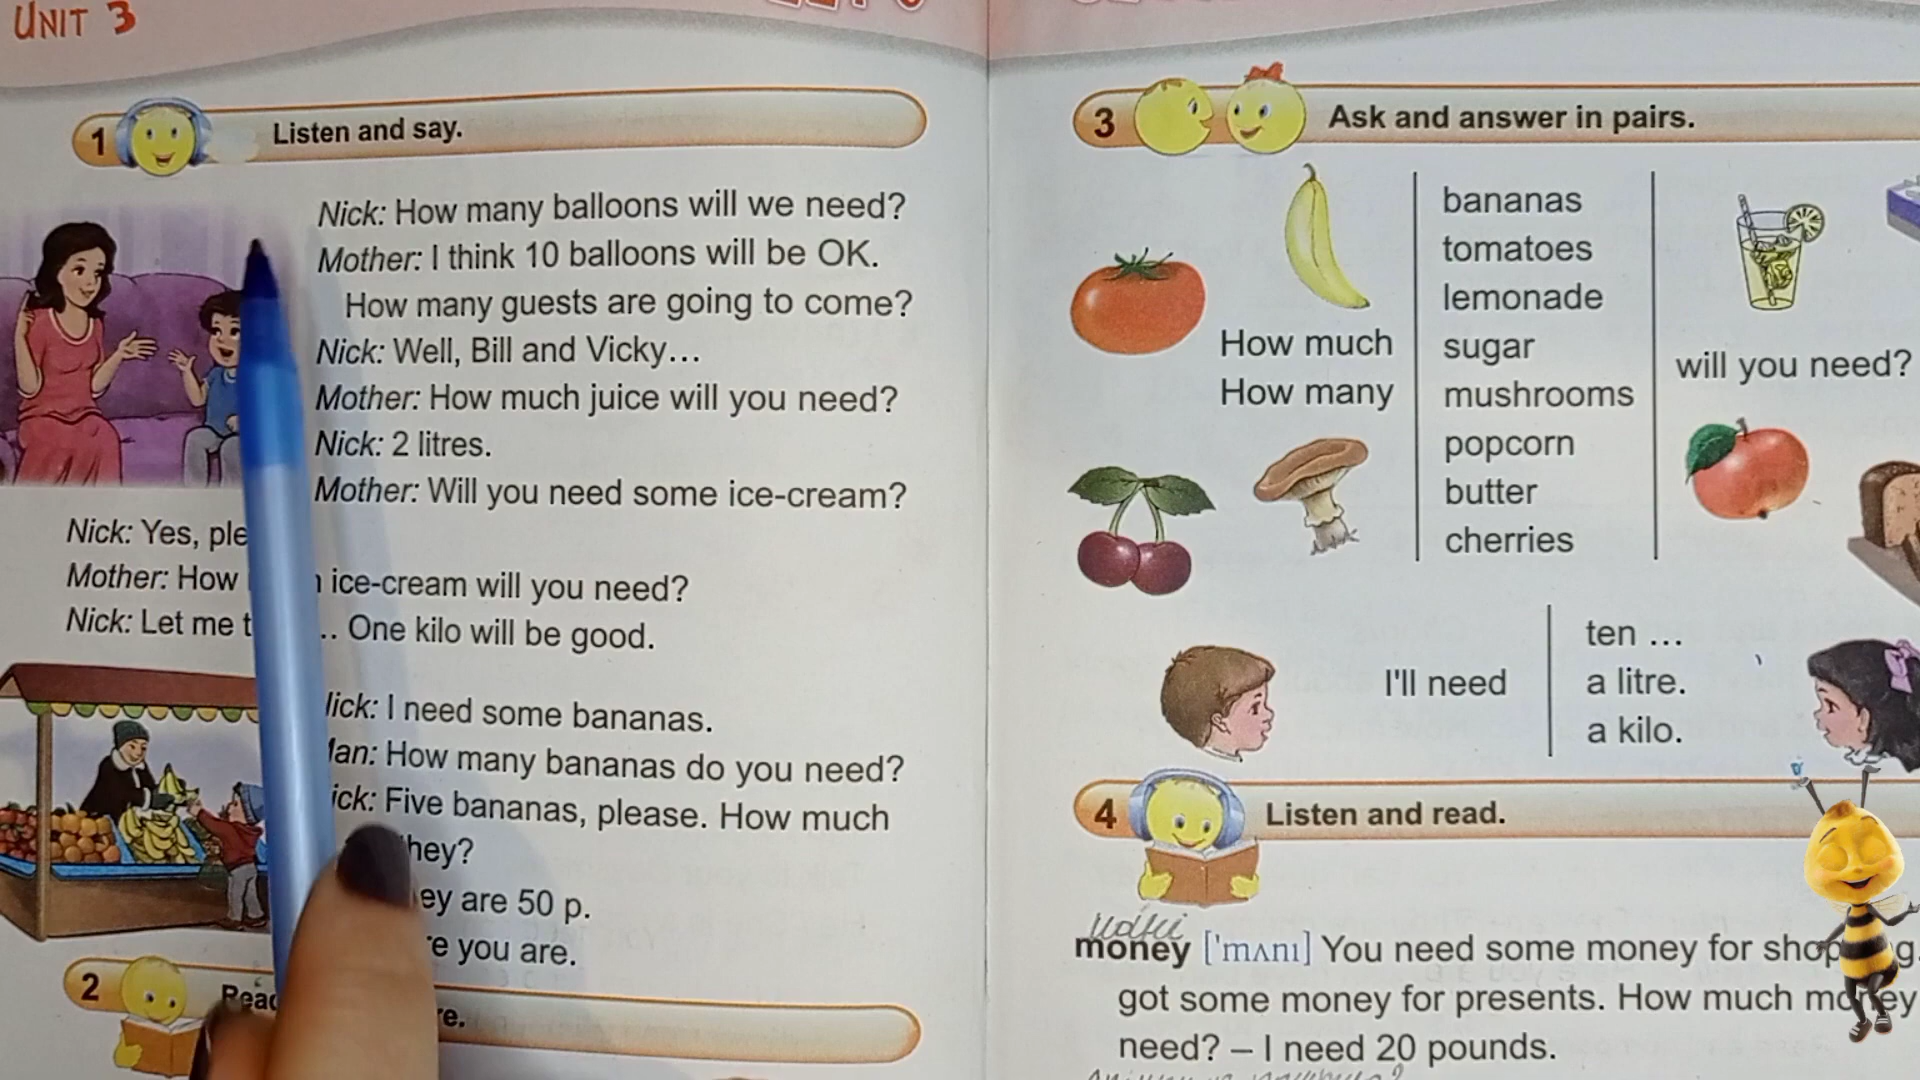 UNIT 3
1 Listen and say.
Nick: How many balloons will we need?
Mother: I think 10 balloons will be OK.
How many guests are going to come?
Nick: Well, Bill and Vicky...
Mother: How much juice will you need?
Nick: 2 litres.
Mother: Will you need some ice-cream?
Nick: Yes,
Mother: How ice-cream will you need?
Nick: Let me ... One kilo will be good.
Nick: I need some bananas.
Man: How many bananas do you need?
Nick: Five bananas, please. How much
they?
are 50 p.
you are.
2
3 Ask and answer in pairs.
How much
How many
bananas
tomatoes
lemonade
sugar
mushrooms
popcorn
butter
cherries
will you need?
I'll need
ten ...
a litre.
a kilo.
4 Listen and read.
money ['mʌnı] You need some money for
got some money for presents. How much money
need? – I need 20 pounds.